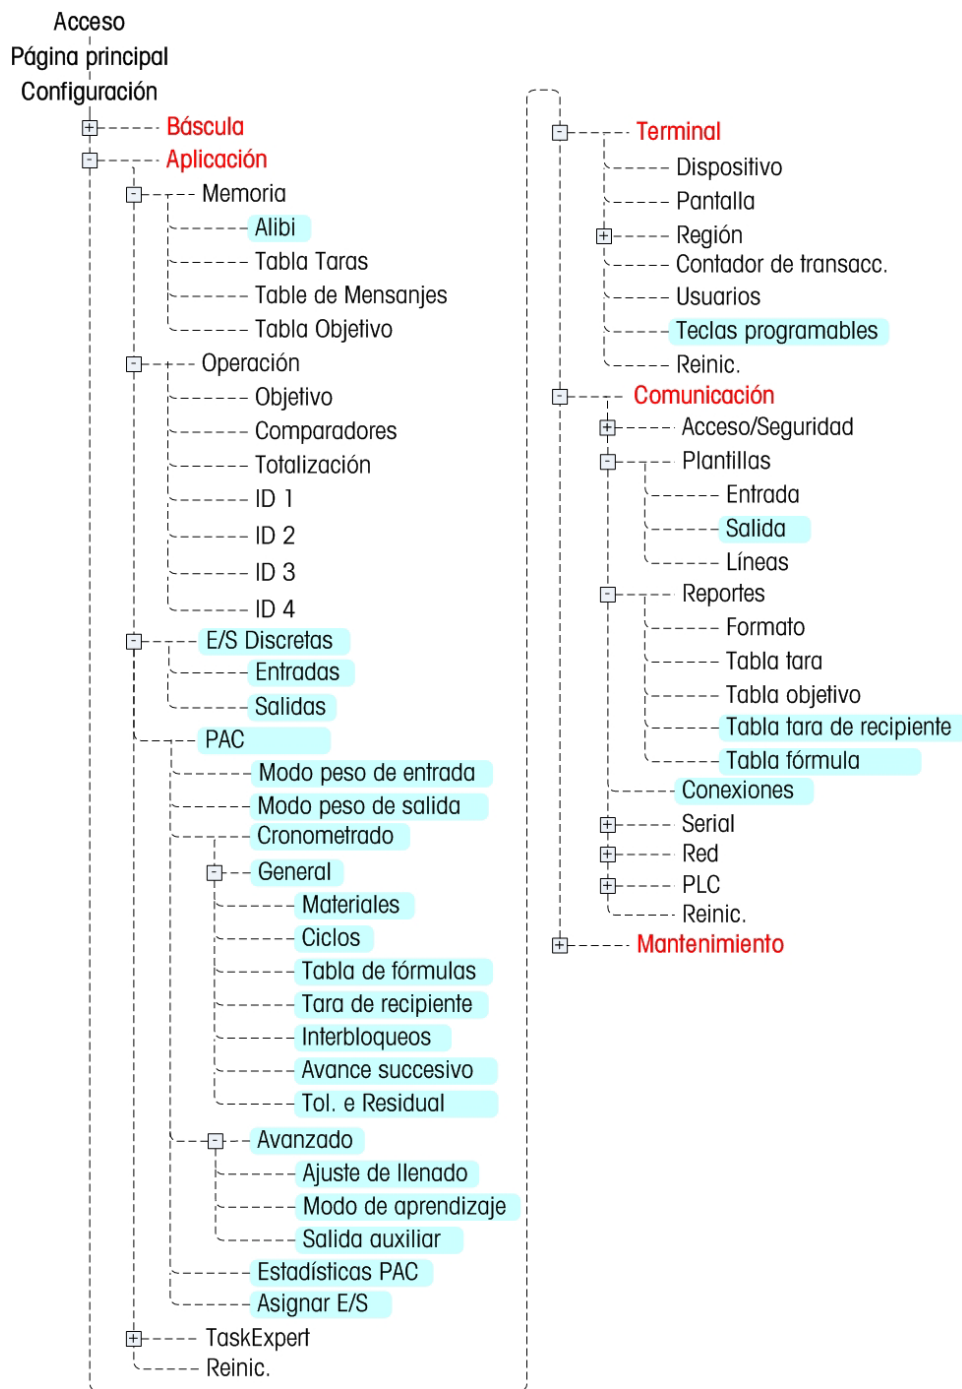 Acceso
Página principal
Configuración
Báscula
Aplicación
Memoria
Alibi
Tabla Taras
Table de Mensanjes
Tabla Objetivo
Operación
Objetivo
Comparadores
Totalización
ID 1
ID 2
ID 3
ID 4
E/S Discretas
Entradas
Salidas
PAC
Modo peso de entrada
Modo peso de salida
Cronometrado
General
Materiales
Ciclos
Tabla de fórmulas
Tara de recipiente
Interbloqueos
Avance succesivo
Tol. e Residual
Avanzado
Ajuste de llenado
Modo de aprendizaje
Salida auxiliar
Estadísticas PAC
Asignar E/S
TaskExpert
Reinic.
Terminal
Dispositivo
Pantalla
Región
Contador de transacc.
Usuarios
Teclas programables
Reinic.
Comunicación
Acceso/Seguridad
Plantillas
Entrada
Salida
Líneas
Reportes
Formato
Tabla tara
Tabla objetivo
Tabla tara de recipiente
Tabla fórmula
Conexiones
Serial
Red
PLC
Reinic.
Mantenimiento